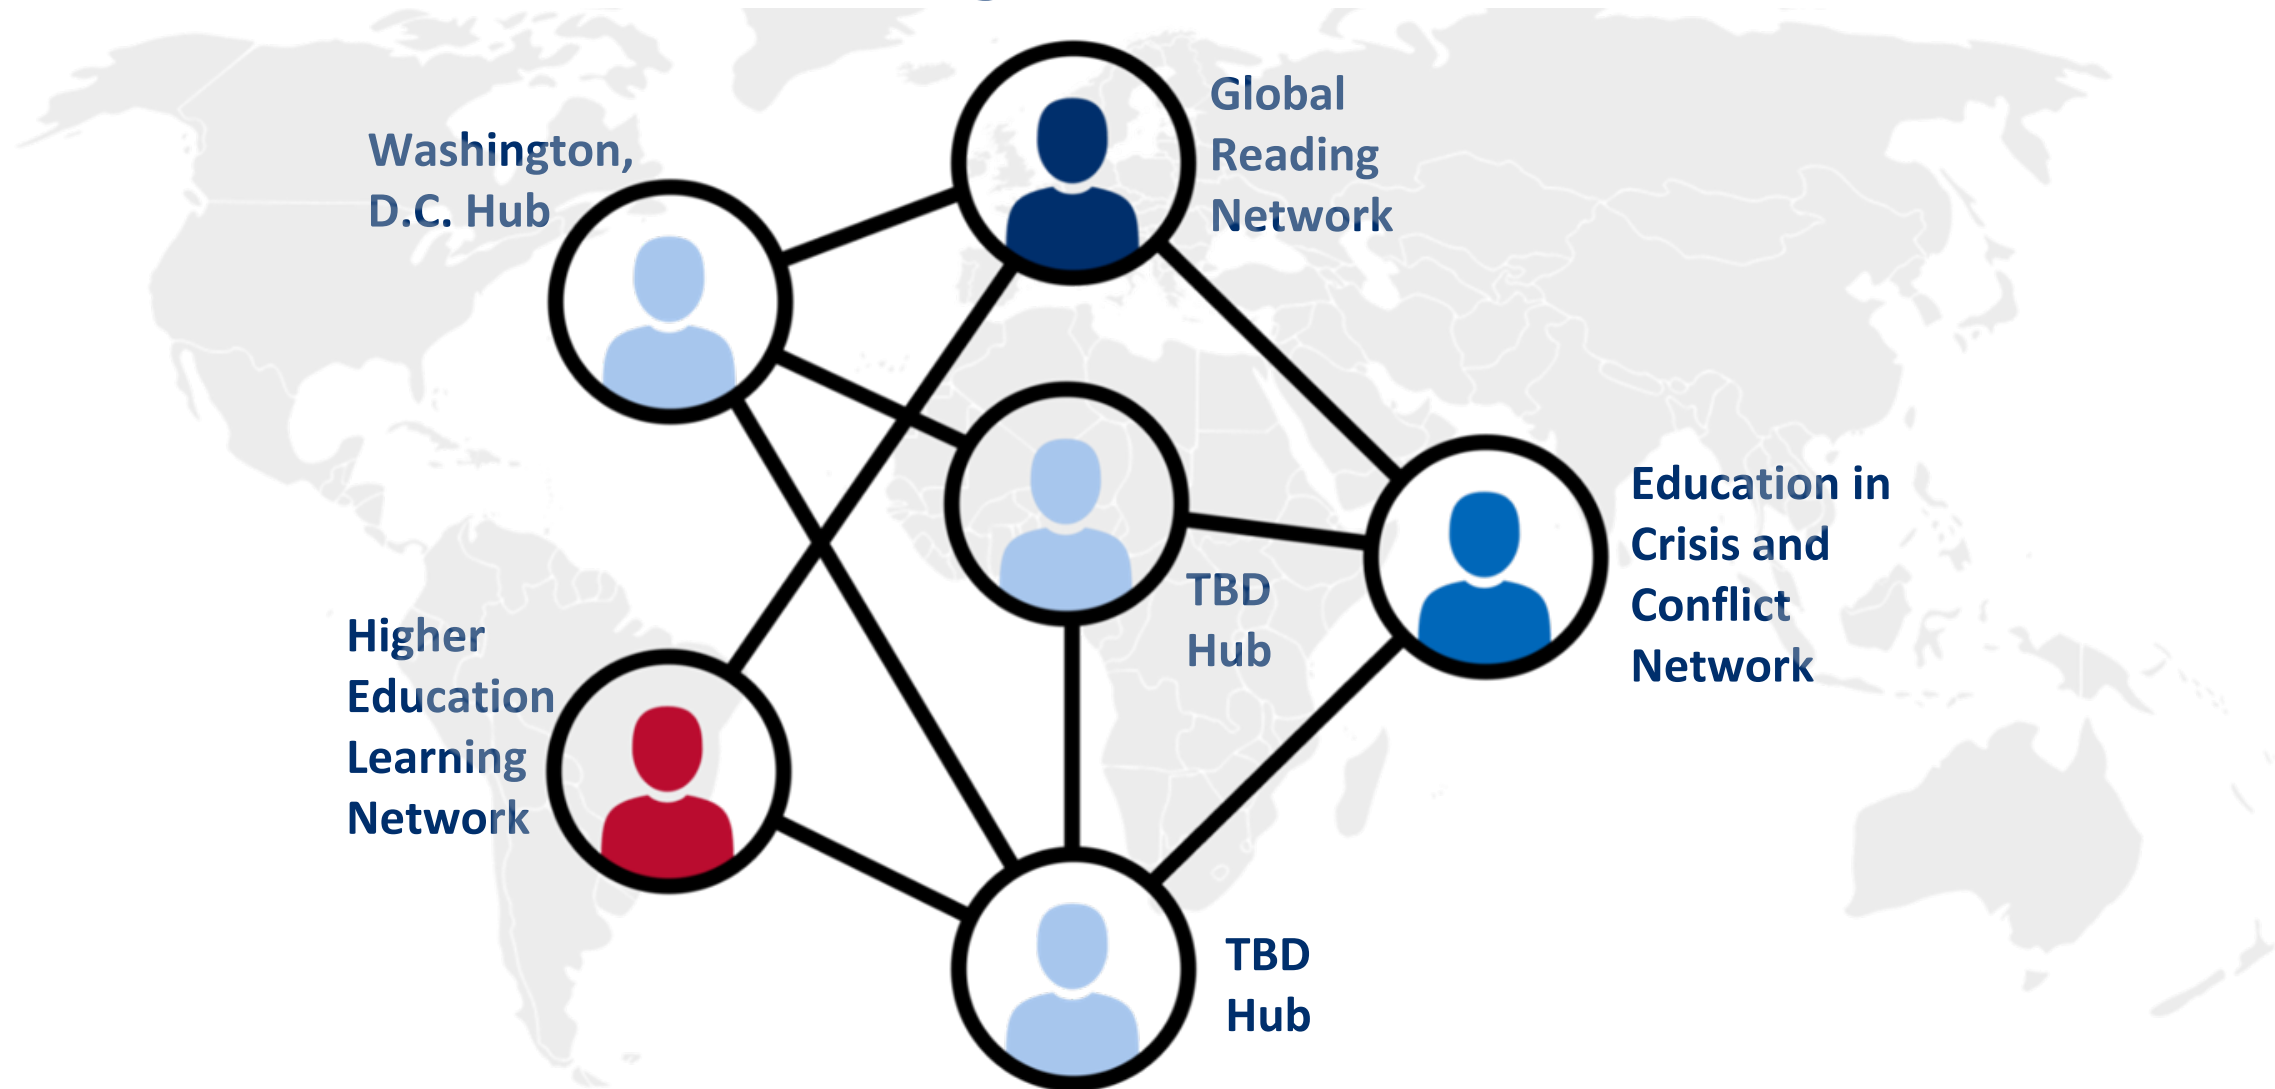 Global
Reading
Network
Washington,
D.C. Hub
Education in
Crisis and
Conflict
Network
TBD
Hub
Higher
Education
Learning
Network
TBD
Hub